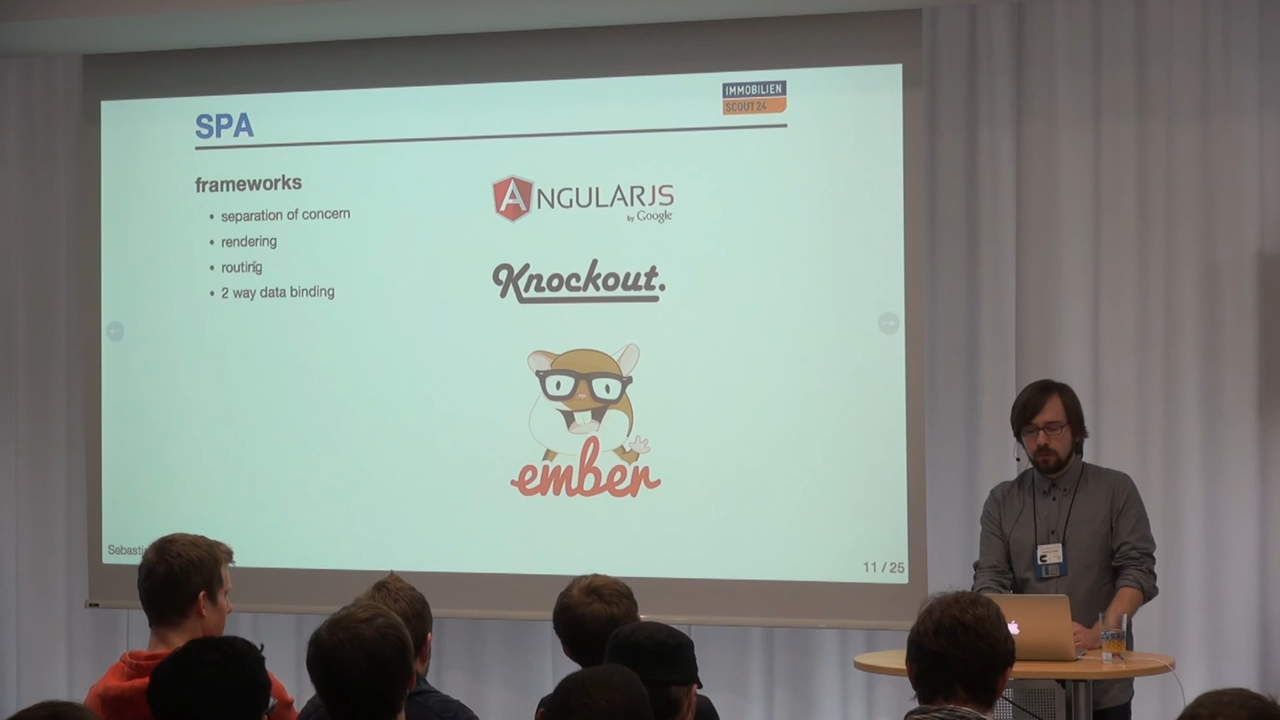 SPA
IMMOBILIEN
SCOUT 24
frameworks
• separation of concern
• rendering
• routing
• 2 way data binding
ANGULARJS
by Google
Knockout.
ember
11 / 25